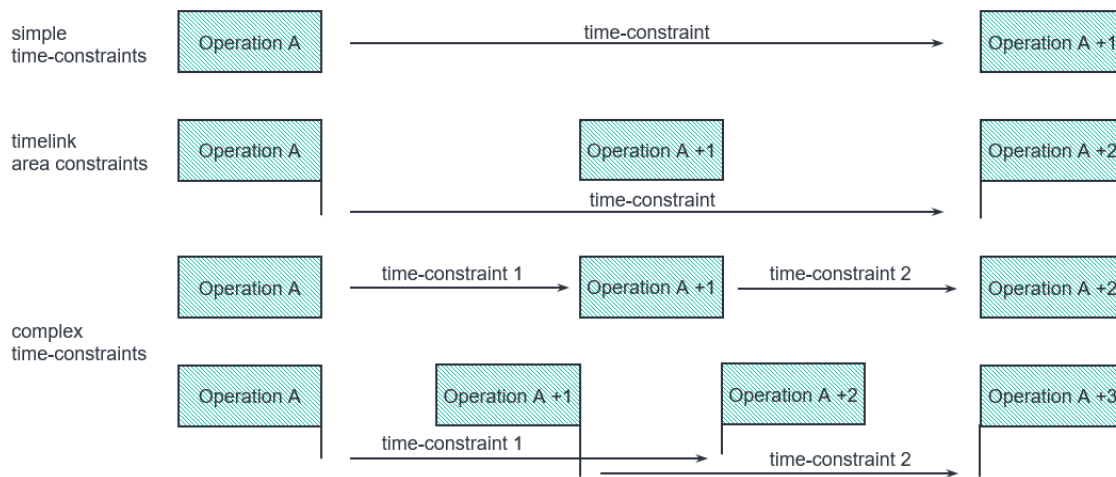 simple
time-constraints
Operation A
time-constraint
Operation A +1
timelink
area constraints
Operation A
Operation A +1
Operation A +2
time-constraint
complex
time-constraints
Operation A
time-constraint 1
Operation A +1
time-constraint 2
Operation A +2
Operation A
Operation A +1
Operation A +2
Operation A +3
time-constraint 1
time-constraint 2